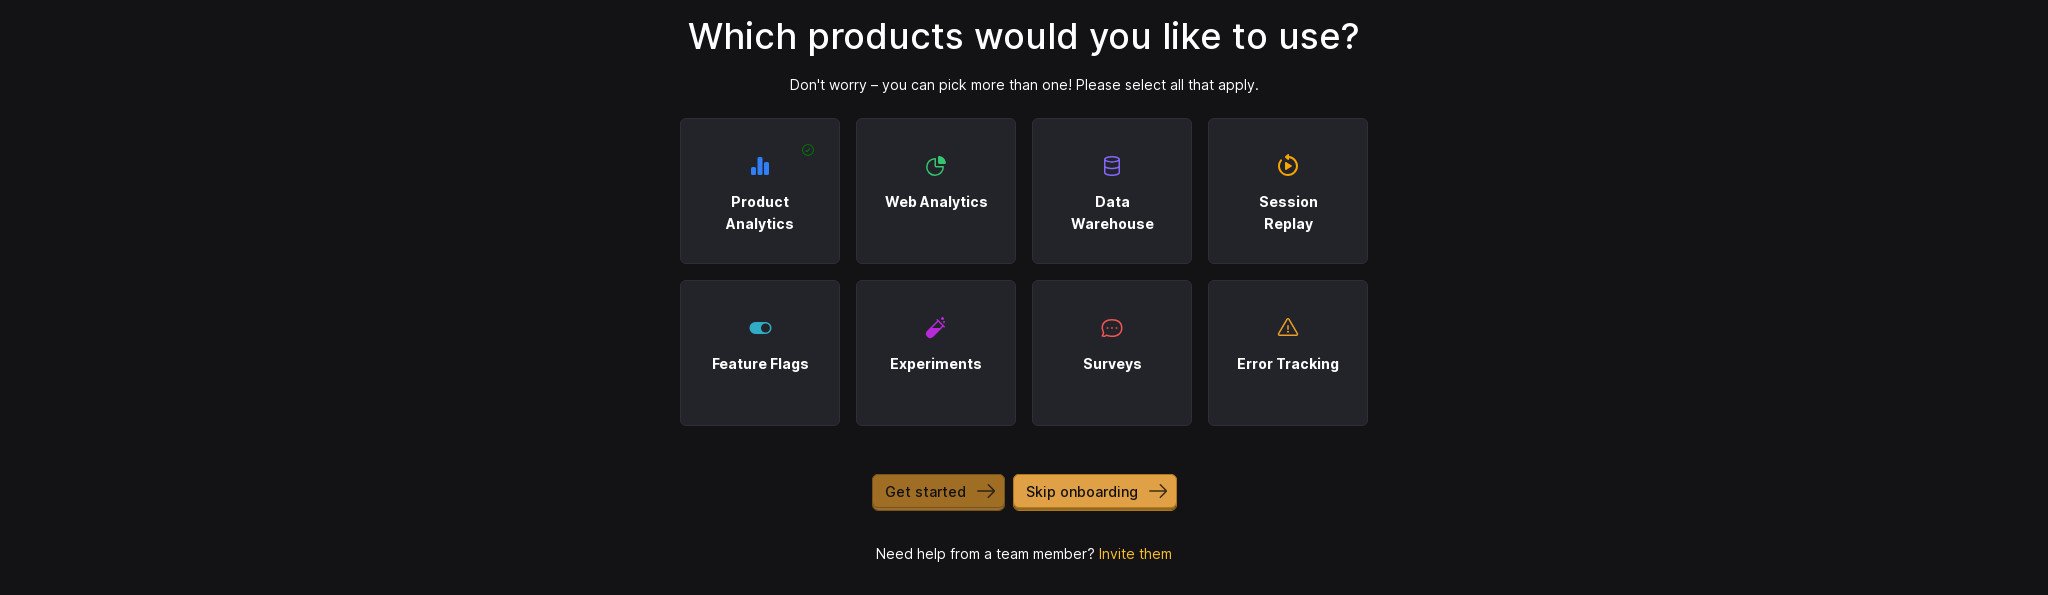 Which products would you like to use?
Don't worry – you can pick more than one! Please select all that apply.
Product
Analytics
Web Analytics
Data
Warehouse
Session
Replay
Feature Flags
Experiments
Surveys
Error Tracking
Get started
Skip onboarding
Need help from a team member? Invite them